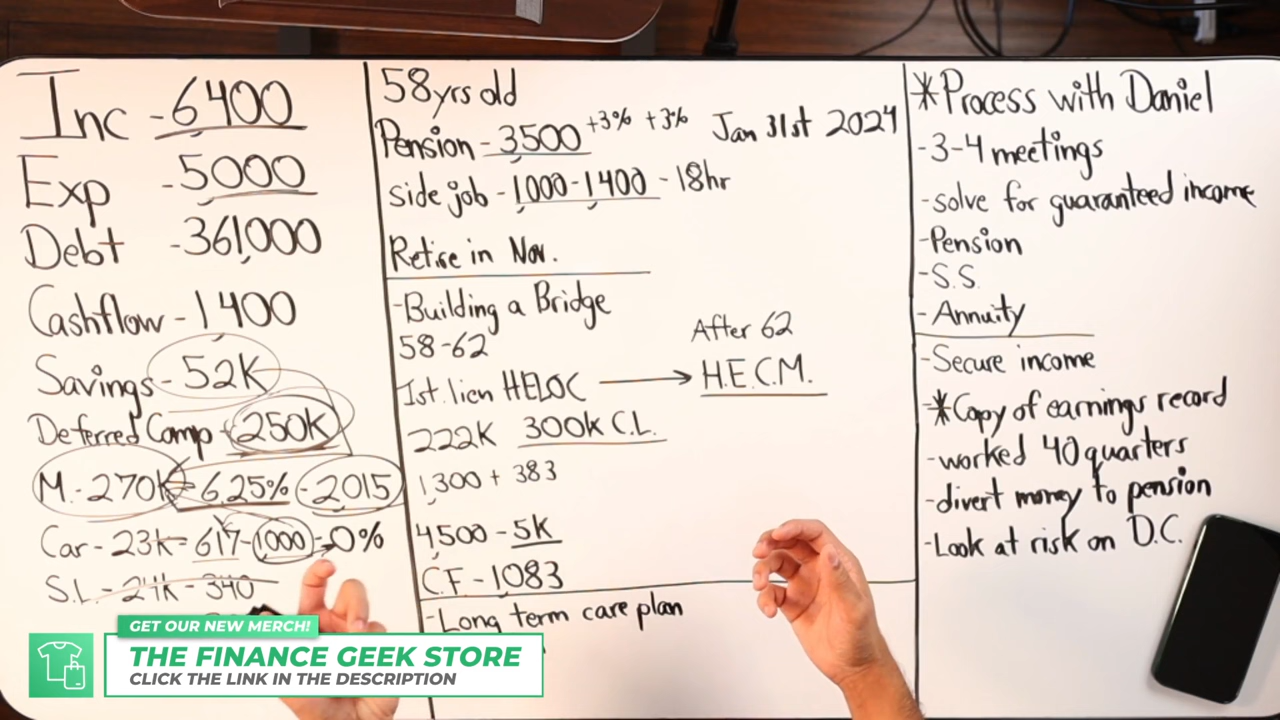 Inc - 6400
Exp - 5000
Debt - 361,000
Cashflow - 1,400
Savings - 52K
Deferred Comp - 250K
M. - 270K - 6.25% - 2015
Car - 23K - 617 - 1000 - 0%
S.L. - 24K - 340
58 yrs old
Pension - 3500 +3% +3% Jan 31st 2024
side job - 1,000 - 1,400 - 18hr
Retire in Nov.
- Building a Bridge
58-62
1st. lien HELOC → H.E.C.M.
After 62
222K 300K C.L.
1,300 + 383
4500 - 5K
C.F. - 1083
- Long term care plan
*Process with Daniel
- 3-4 meetings
- solve for guaranteed income
- Pension
- S.S.
- Annuity
- Secure income
- *Copy of earnings record
- worked 40 quarters
- divert money to pension
- Look at risk on D.C.
GET OUR NEW MERCH!
THE FINANCE GEEK STORE
CLICK THE LINK IN THE DESCRIPTION